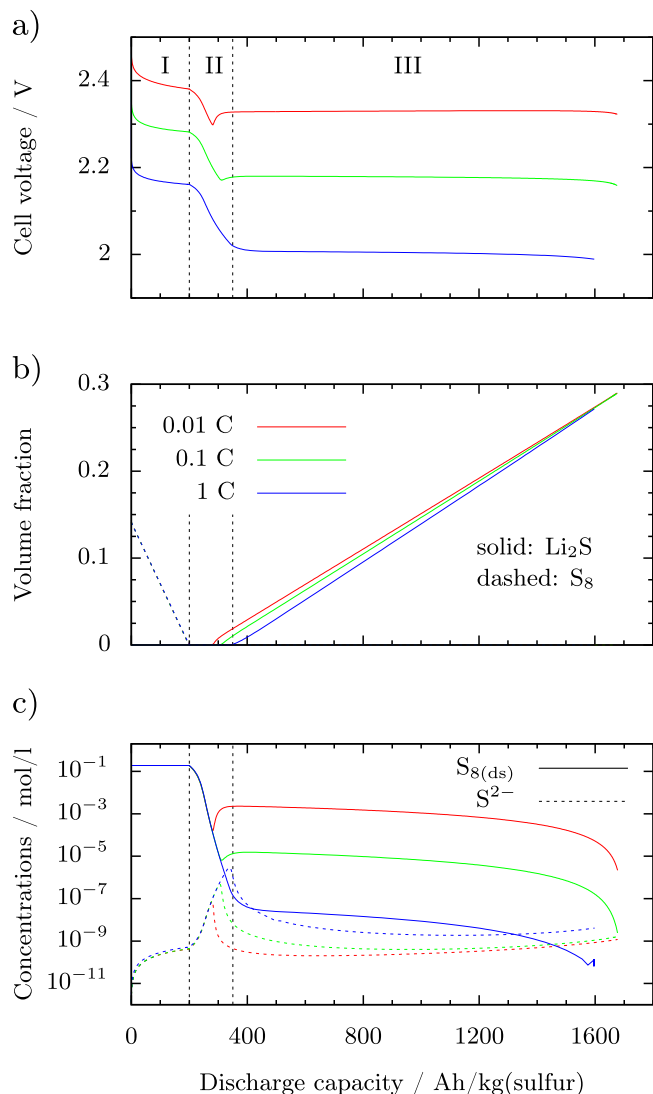 a)
I II III
2.4
2.2
2
Cell voltage / V
b)
0.3
0.2
0.1
0
Volume fraction
0.01 C
0.1 C
1 C
solid: Li₂S
dashed: S₈
c)
10⁻¹
10⁻³
10⁻⁵
10⁻⁷
10⁻⁹
10⁻¹¹
Concentrations / mol/l
S₈₍ds₎
S²⁻
0 400 800 1200 1600
Discharge capacity / Ah/kg(sulfur)